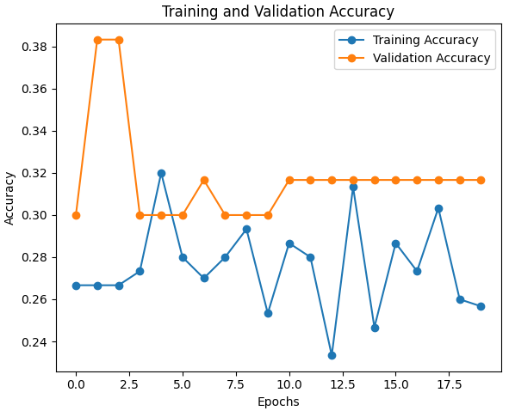 Training and Validation Accuracy
Training Accuracy
Validation Accuracy
Accuracy
0.38
0.36
0.34
0.32
0.30
0.28
0.26
0.24
0.0 2.5 5.0 7.5 10.0 12.5 15.0 17.5
Epochs